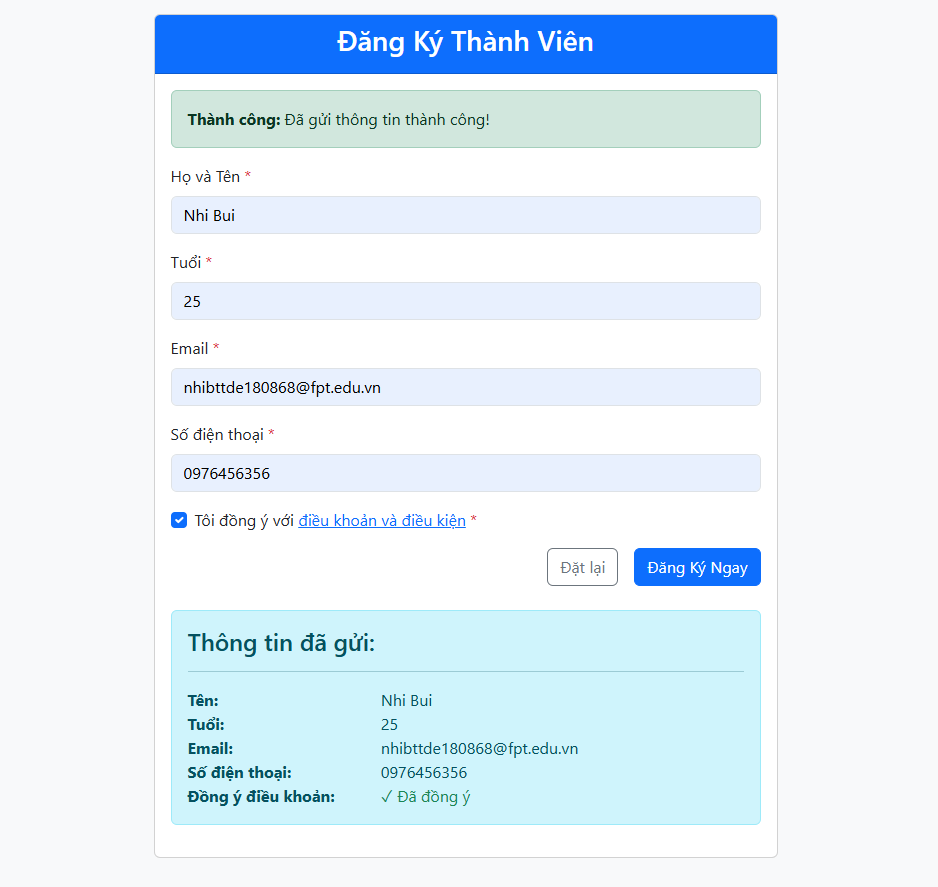 Đăng Ký Thành Viên
Thành công: Đã gửi thông tin thành công!
Họ và Tên *
Nhi Bui
Tuổi *
25
Email *
nhibttde180868@fpt.edu.vn
Số điện thoại *
0976456356
Tôi đồng ý với điều khoản và điều kiện *
Đặt lại Đăng Ký Ngay
Thông tin đã gửi:
Tên: Nhi Bui
Tuổi: 25
Email: nhibttde180868@fpt.edu.vn
Số điện thoại: 0976456356
Đồng ý điều khoản: ✓ Đã đồng ý